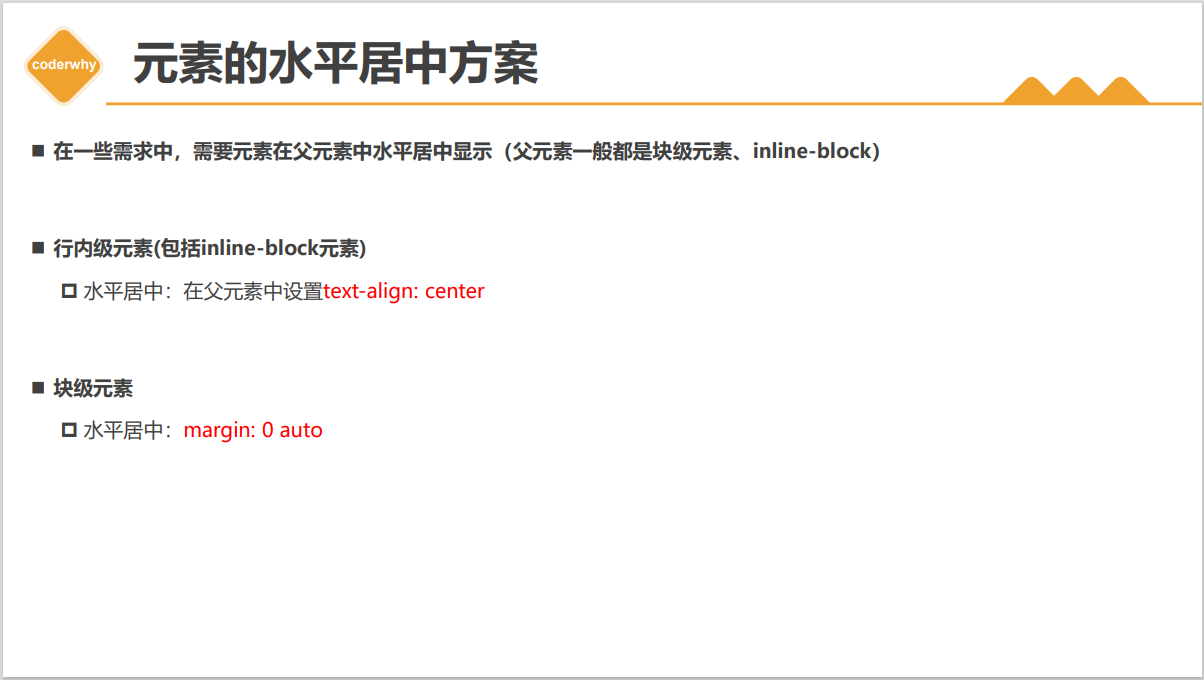 coderwhy
元素的水平居中方案
在一些需求中，需要元素在父元素中水平居中显示（父元素一般都是块级元素、inline-block）
行内级元素(包括inline-block元素)
水平居中：在父元素中设置text-align: center
块级元素
水平居中：margin: 0 auto